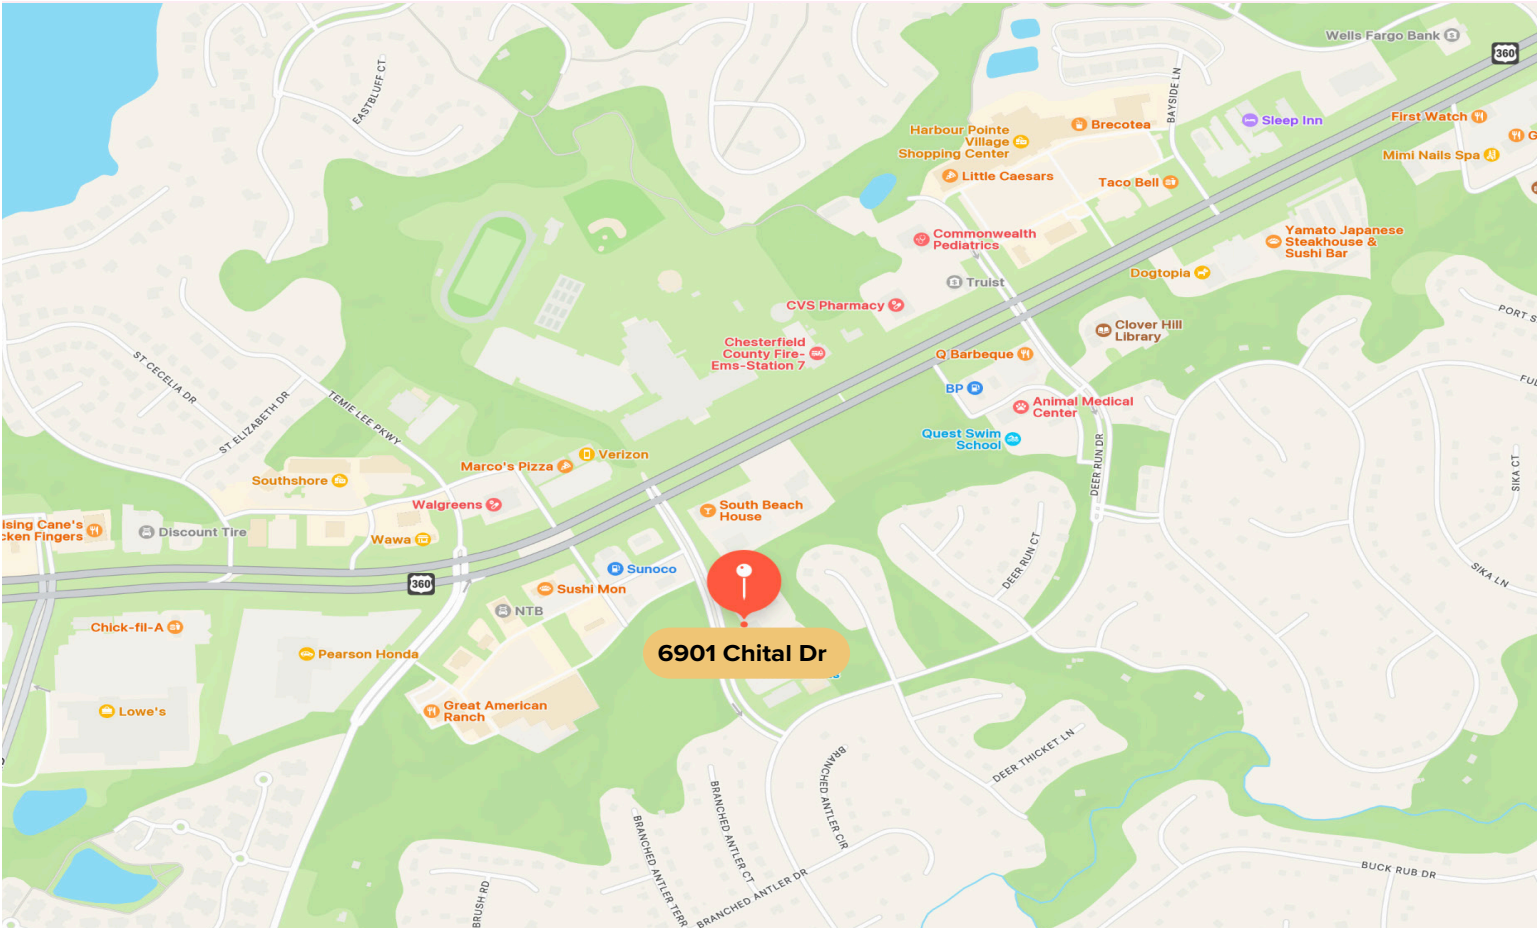 Wells Fargo Bank
360
EASTBLUFF CT
BAYSIDE LN
Harbour Pointe
Village
Shopping Center
Brecotea
Sleep Inn
First Watch
G
Mimi Nails Spa
Little Caesars
Taco Bell
Commonwealth
Pediatrics
Yamato Japanese
Steakhouse &
Sushi Bar
Dogtopia
Truist
CVS Pharmacy
PORT S
Clover Hill
Library
Chesterfield
County Fire-
Ems-Station 7
Q Barbeque
ST CECELIA DR
BP
FUL
TEMIE LEE PKWY
ST ELIZABETH DR
Animal Medical
Center
Quest Swim
School
Verizon
Marco's Pizza
DEER RUN DR
SIKA CT
Southshore
Walgreens
South Beach
House
ising Cane's
cken Fingers
Discount Tire
Wawa
DEER RUN CT
Sunoco
SIKA LN
360
Sushi Mon
NTB
Chick-fil-A
Pearson Honda
6901 Chital Dr
s
Lowe's
Great American
Ranch
DEER THICKET LN
BRANCHED ANTLER CIR
BRANCHED ANTLER CT
BRANCHED ANTLER TERR
BRANCHED ANTLER DR
BRUSH RD
BUCK RUB DR